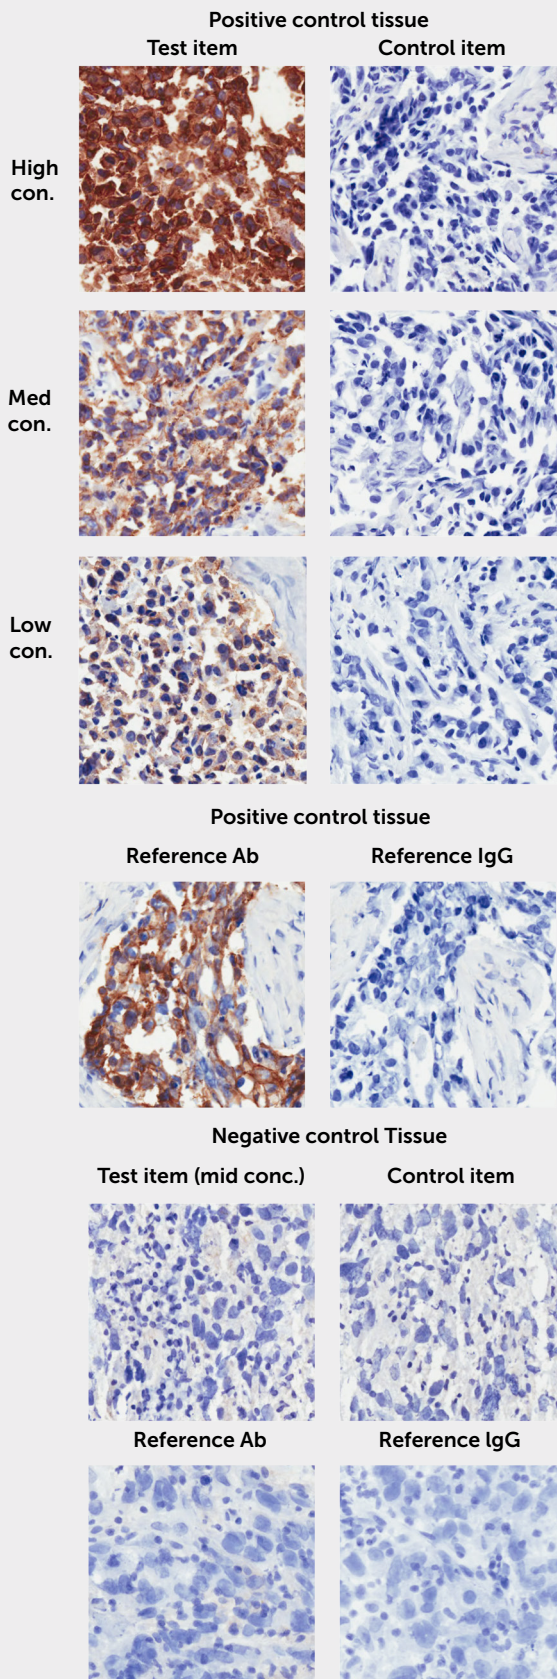 Positive control tissue
Test item
Control item
High
con.
Med
con.
Low
con.
Positive control tissue
Reference Ab
Reference IgG
Negative control Tissue
Test item (mid conc.)
Control item
Reference Ab
Reference lgG